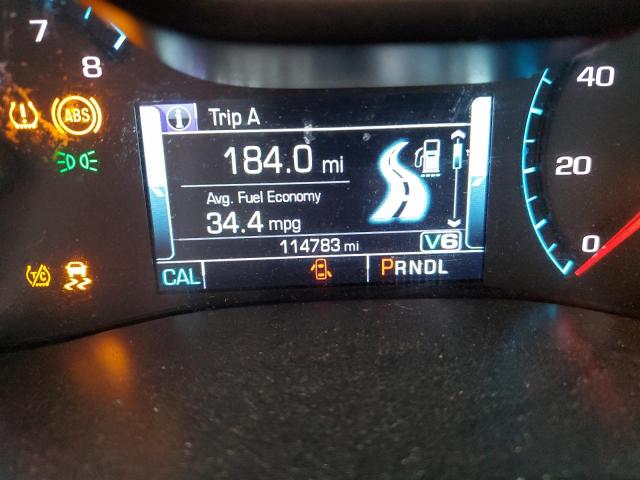 7
8
40
20
0
ABS
Trip A
184.0 mi
Avg. Fuel Economy
34.4 mpg
114783 mi
V6
T/C
CAL
PRNDL